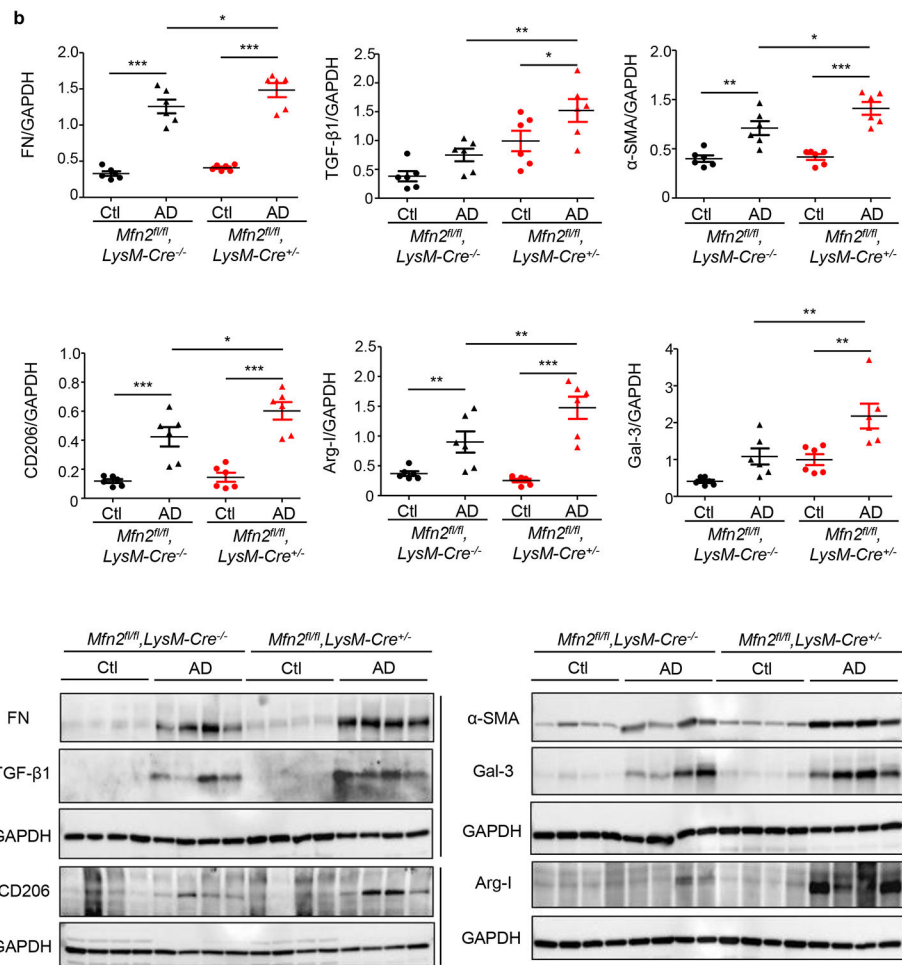 b
FN/GAPDH
2.0
1.5
1.0
0.5
0
***
*
***
Ctl AD Ctl AD
Mfn2fl/fl, Mfn2fl/fl,
LysM-Cre-/- LysM-Cre+/-
TGF-β1/GAPDH
2.5
2.0
1.5
1.0
0.5
0
**
*
Ctl AD Ctl AD
Mfn2fl/fl, Mfn2fl/fl,
LysM-Cre-/- LysM-Cre+/-
α-SMA/GAPDH
2.0
1.5
0.5
0
**
*
***
Ctl AD Ctl AD
Mfn2fl/fl, Mfn2fl/fl,
LysM-Cre-/- LysM-Cre+/-
CD206/GAPDH
1.0
0.8
0.6
0.4
0.2
0
***
*
***
Ctl AD Ctl AD
Mfn2fl/fl, Mfn2fl/fl,
LysM-Cre-/- LysM-Cre+/-
Arg-I/GAPDH
2.5
2.0
1.5
1.0
0.5
0
**
**
***
Ctl AD Ctl AD
Mfn2fl/fl, Mfn2fl/fl,
LysM-Cre-/- LysM-Cre+/-
Gal-3/GAPDH
4
3
2
1
0
**
**
Ctl AD Ctl AD
Mfn2fl/fl, Mfn2fl/fl,
LysM-Cre-/- LysM-Cre+/-
Mfn2fl/fl,LysM-Cre-/- Mfn2fl/fl,LysM-Cre+/-
Ctl AD Ctl AD
FN
TGF-β1
GAPDH
CD206
GAPDH
Mfn2fl/fl,LysM-Cre-/- Mfn2fl/fl,LysM-Cre+/-
Ctl AD Ctl AD
α-SMA
Gal-3
GAPDH
Arg-I
GAPDH